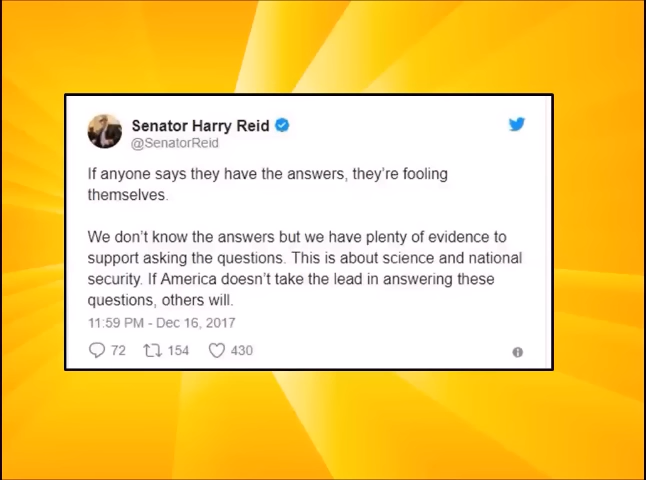 Senator Harry Reid
@SenatorReid
If anyone says they have the answers, they're fooling
themselves.
We don't know the answers but we have plenty of evidence to
support asking the questions. This is about science and national
security. If America doesn't take the lead in answering these
questions, others will.
11:59 PM - Dec 16, 2017
72 154 430